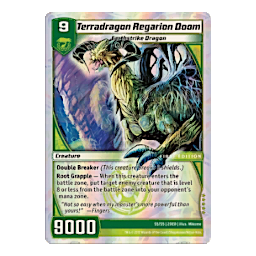 9
Terradragon Regarion Doom
Earthstrike Dragon
Creature
Double Breaker (This creature breaks 2 shields.)
Root Grapple — When this creature enters the
battle zone, put target enemy creature that is level
8 or less from the battle zone into your opponent's
mana zone.
"Not so easy when my monster's more powerful than
yours!" —Fingers
9000